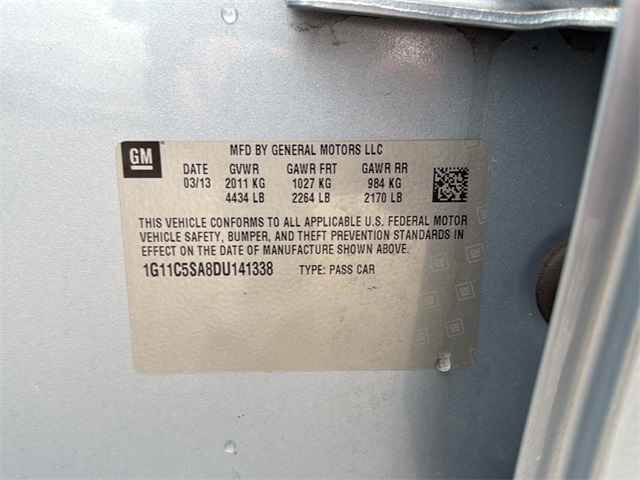 GM
MFD BY GENERAL MOTORS LLC
DATE GVWR GAWR FRT GAWR RR
03/13 2011 KG 1027 KG 984 KG
4434 LB 2264 LB 2170 LB
THIS VEHICLE CONFORMS TO ALL APPLICABLE U.S. FEDERAL MOTOR
VEHICLE SAFETY, BUMPER, AND THEFT PREVENTION STANDARDS IN
EFFECT ON THE DATE OF MANUFACTURE SHOWN ABOVE.
1G11C5SA8DU141338 TYPE: PASS CAR